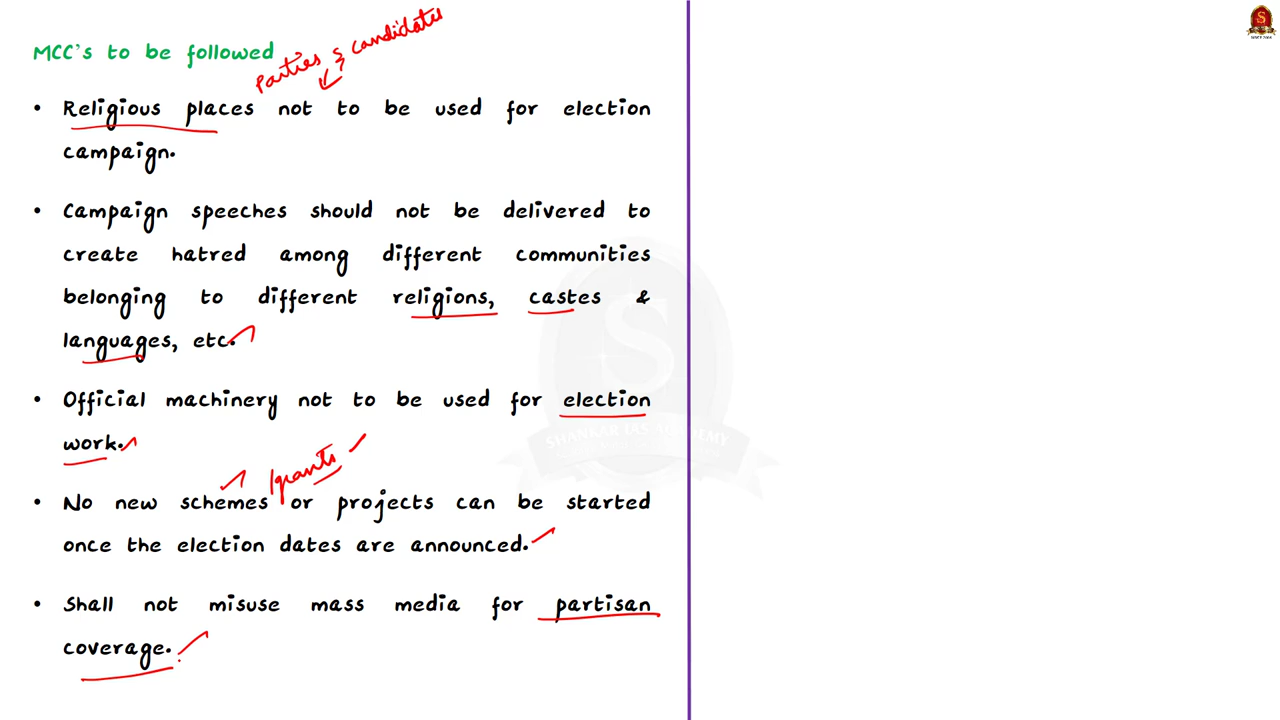 MCC's to be followed
Parties & candidates
• Religious places not to be used for election
campaign.
• Campaign speeches should not be delivered to
create hatred among different communities
belonging to different religions, castes &
languages, etc.
• Official machinery not to be used for election
work.
/grants
• No new schemes or projects can be started
once the election dates are announced.
• Shall not misuse mass media for partisan
coverage.
SHANKAR IAS ACADEMY